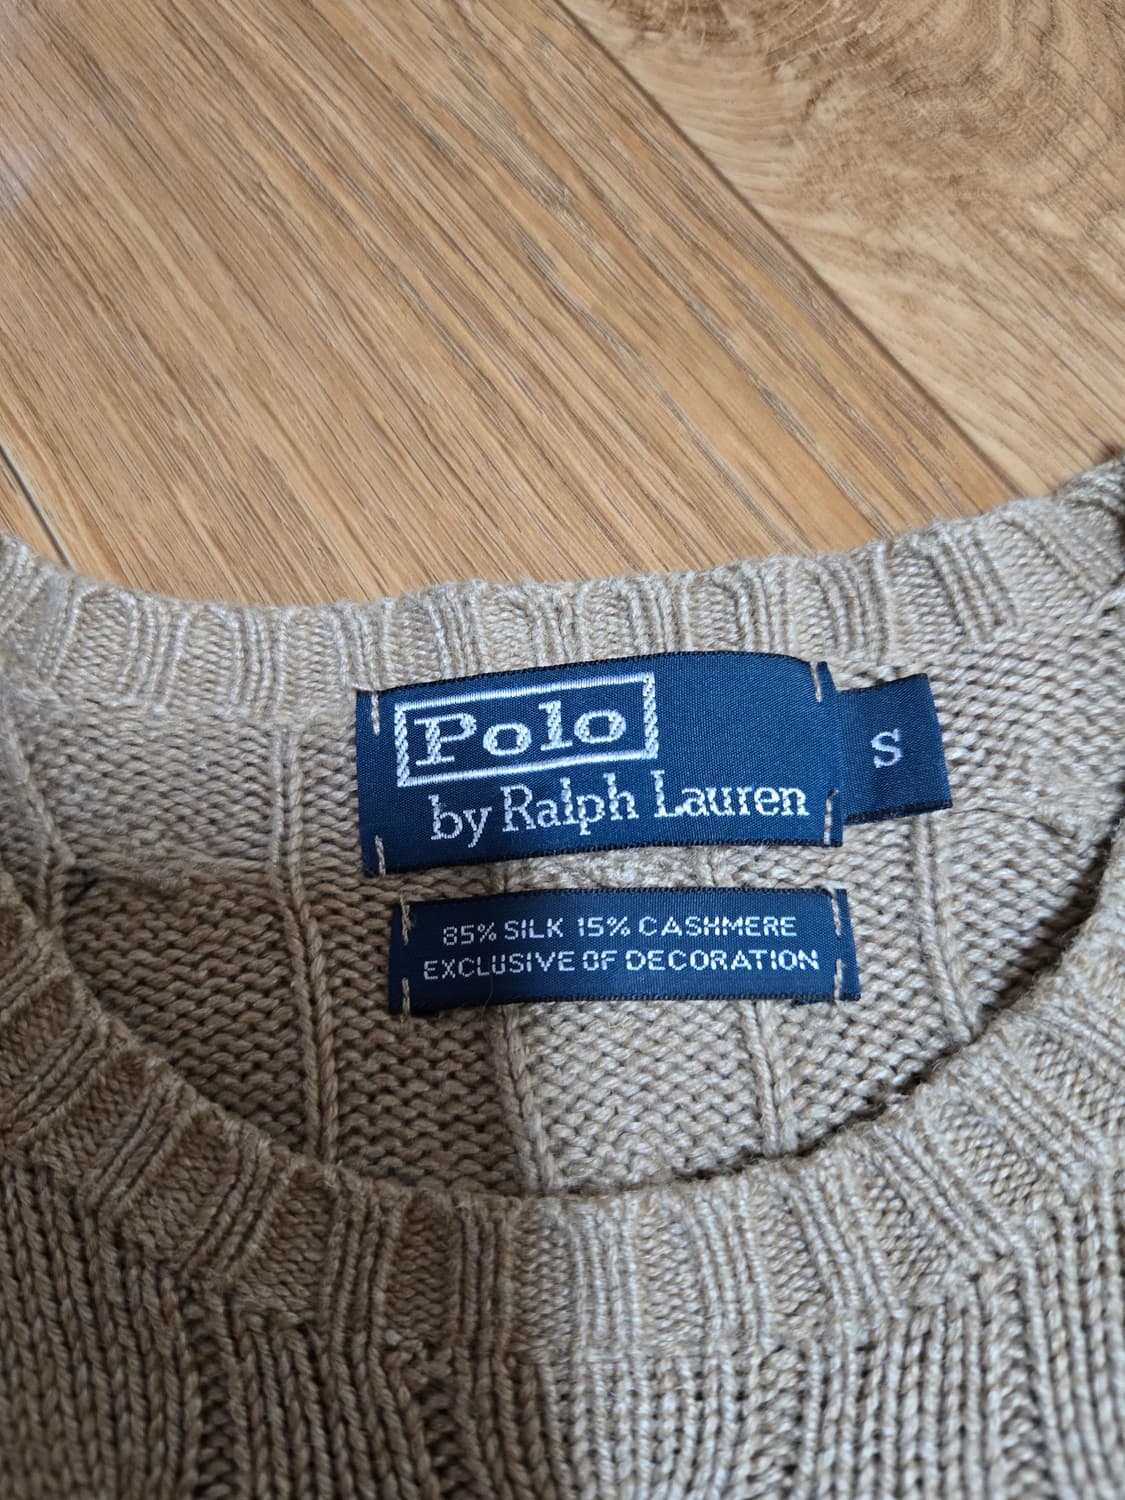 Polo
by Ralph Lauren
S
85% SILK 15% CASHMERE
EXCLUSIVE OF DECORATION